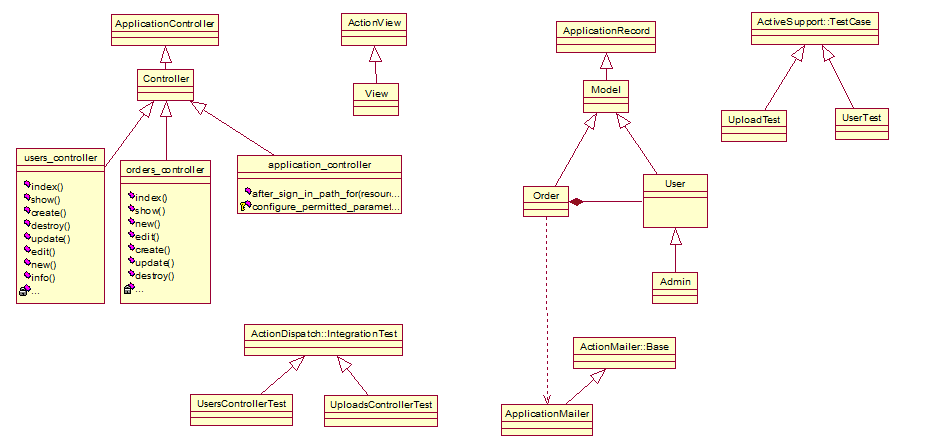 ApplicationController
ActionView
ApplicationRecord
ActiveSupport::TestCase
Controller
View
Model
UploadTest
UserTest
users_controller
index()
show()
create()
destroy()
update()
edit()
new()
info()
...
orders_controller
index()
show()
new()
edit()
create()
update()
destroy()
...
application_controller
after_sign_in_path_for(resourc...
configure_permitted_paramet...
Order
User
Admin
ActionDispatch::IntegrationTest
UsersControllerTest
UploadsControllerTest
ActionMailer::Base
ApplicationMailer